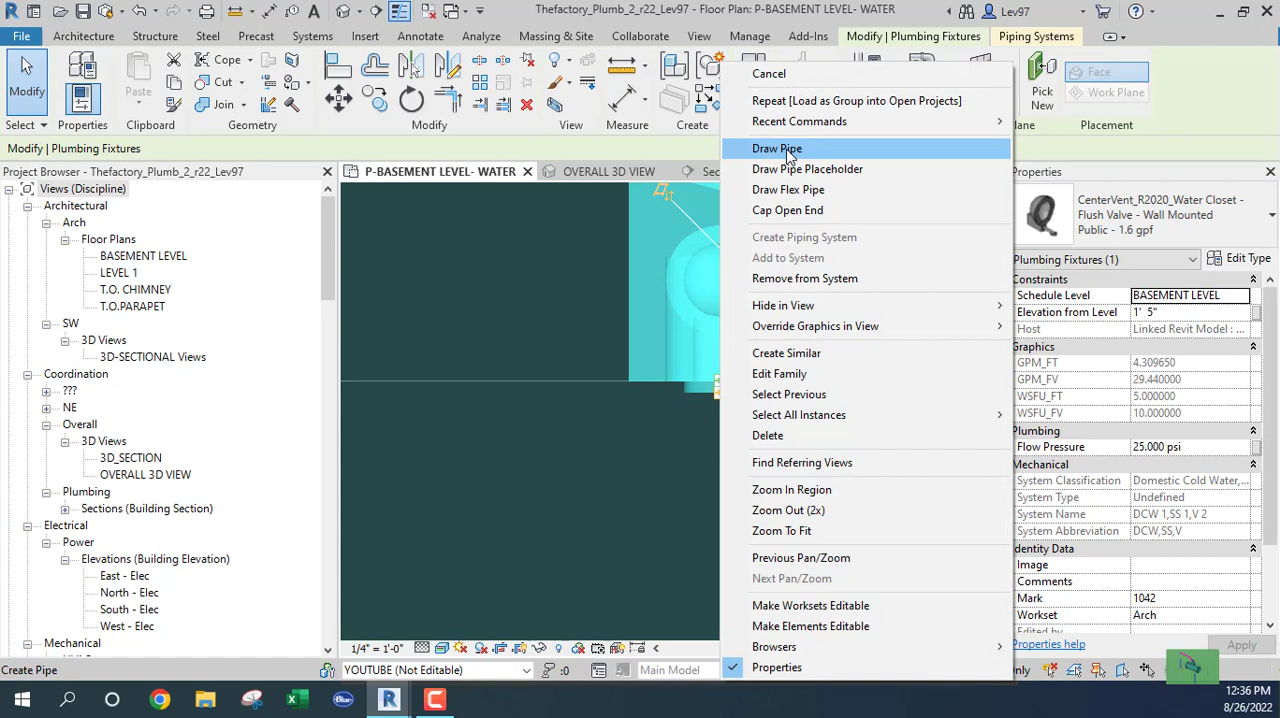 Thefactory_Plumb_2_r22_Lev97 - Floor Plan: P-BASEMENT LEVEL- WATER
Lev97
File
Architecture
Structure
Steel
Precast
Systems
Insert
Annotate
Analyze
Massing & Site
Collaborate
View
Manage
Add-Ins
Modify | Plumbing Fixtures
Piping Systems
Modify
Paste
Cope
Cut
Join
Pick
New
Face
Work Plane
Select
Properties
Clipboard
Geometry
Modify
View
Measure
Create
Placement
Modify | Plumbing Fixtures
Project Browser - Thefactory_Plumb_2_r22_Lev97
Views (Discipline)
Architectural
Arch
Floor Plans
BASEMENT LEVEL
LEVEL 1
T.O. CHIMNEY
T.O.PARAPET
SW
3D Views
3D-SECTIONAL Views
Coordination
???
NE
Overall
3D Views
3D_SECTION
OVERALL 3D VIEW
Plumbing
Sections (Building Section)
Electrical
Power
Elevations (Building Elevation)
East - Elec
North - Elec
South - Elec
West - Elec
Mechanical
P-BASEMENT LEVEL- WATER
OVERALL 3D VIEW
Cancel
Repeat [Load as Group into Open Projects]
Recent Commands
Draw Pipe
Draw Pipe Placeholder
Draw Flex Pipe
Cap Open End
Create Piping System
Add to System
Remove from System
Hide in View
Override Graphics in View
Create Similar
Edit Family
Select Previous
Select All Instances
Delete
Find Referring Views
Zoom In Region
Zoom Out (2x)
Zoom To Fit
Previous Pan/Zoom
Next Pan/Zoom
Make Worksets Editable
Make Elements Editable
Browsers
Properties
Properties
CenterVent_R2020_Water Closet -
Flush Valve - Wall Mounted
Public - 1.6 gpf
Plumbing Fixtures (1)
Edit Type
Constraints
Schedule Level BASEMENT LEVEL
Elevation from Level 1' 5"
Host Linked Revit Model : ...
Graphics
GPM_FT 4.309650
GPM_FV 29.440000
WSFU_FT 5.000000
WSFU_FV 10.000000
Plumbing
Flow Pressure 25.000 psi
Mechanical
System Classification Domestic Cold Water,...
System Type Undefined
System Name DCW 1,SS 1,V 2
System Abbreviation DCW,SS,V
Identity Data
Image
Comments
Mark 1042
Workset Arch
Properties help
Apply
1/4" = 1'-0"
Create Pipe
YOUTUBE (Not Editable)
:0
Main Model
12:36 PM
8/26/2022